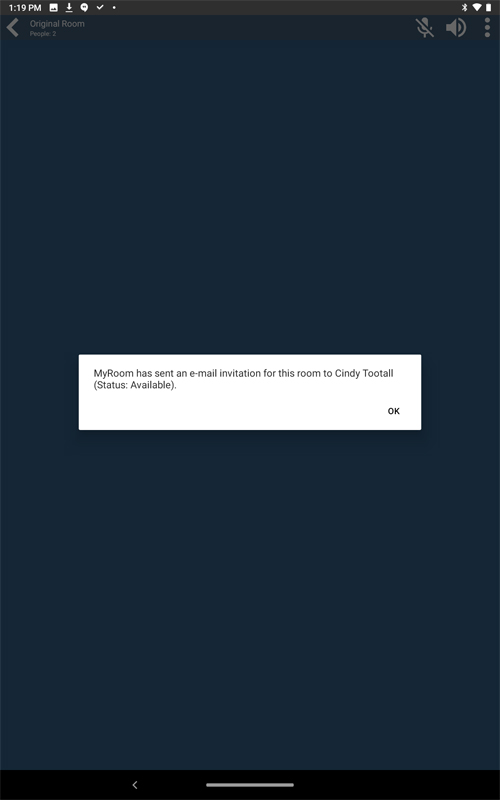 1:19 PM
Original Room
People: 2
MyRoom has sent an e-mail invitation for this room to Cindy Tootall
(Status: Available).
OK